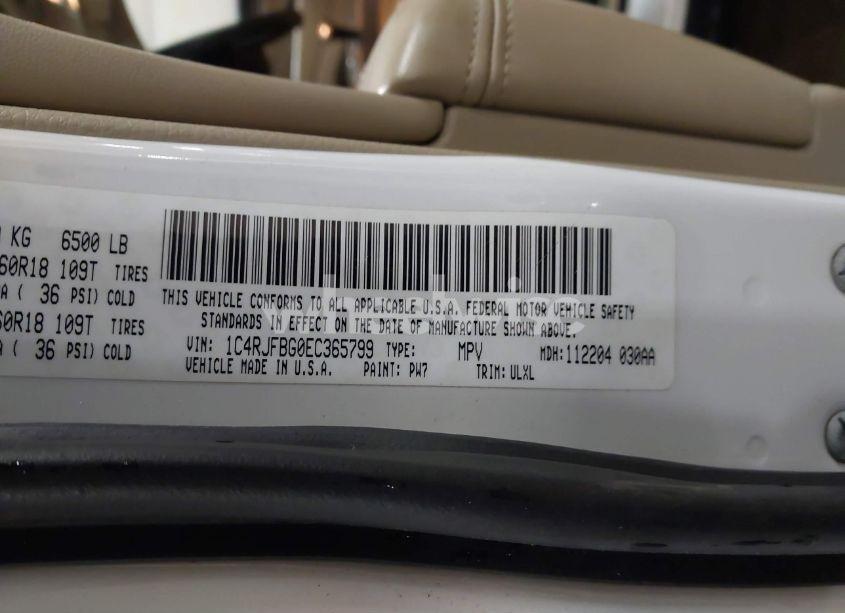 KG 6500 LB
60R18 109T TIRES
( 36 PSI) COLD
60R18 109T TIRES
( 36 PSI) COLD
THIS VEHICLE CONFORMS TO ALL APPLICABLE U.S.A. FEDERAL MOTOR VEHICLE SAFETY
STANDARDS IN EFFECT ON THE DATE OF MANUFACTURE SHOWN ABOVE.
VIN: 1C4RJFBG0EC365799 TYPE: MPV MDH: 112204 030AA
VEHICLE MADE IN U.S.A. PAINT: PW7 TRIM: ULXL